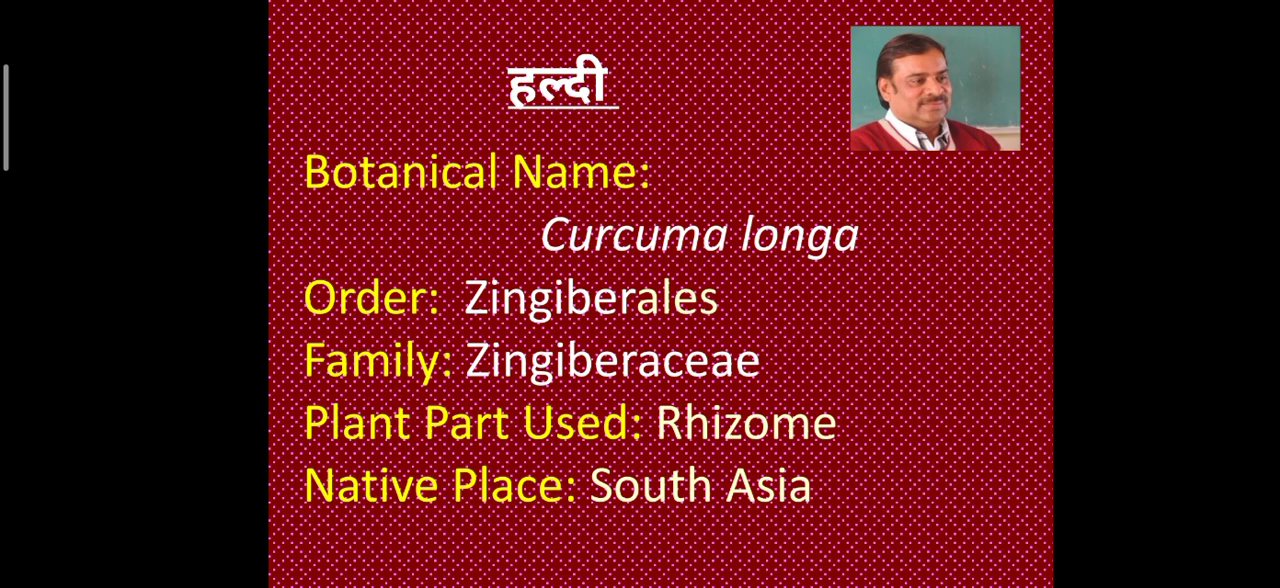 हल्दी
Botanical Name:
Curcuma longa
Order: Zingiberales
Family: Zingiberaceae
Plant Part Used: Rhizome
Native Place: South Asia